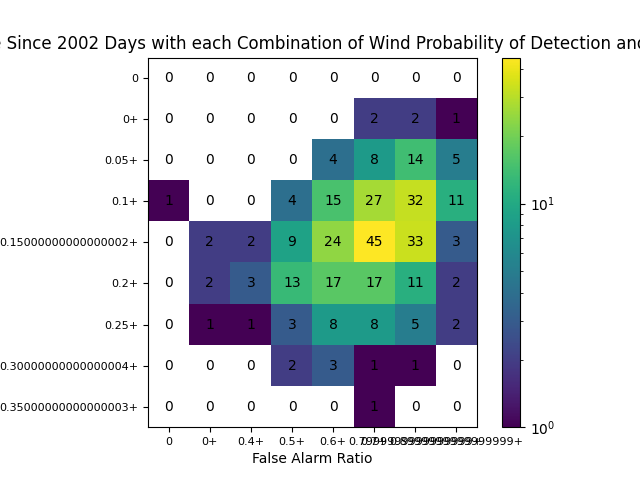 Since 2002 Days with each Combination of Wind Probability of Detection and
0 0 0 0 0 0 0 0 0
0+ 0 0 0 0 0 2 2 1
0.05+ 0 0 0 0 4 8 14 5
0.1+ 1 0 0 4 15 27 32 11
0.15000000000000002+ 0 2 2 9 24 45 33 3
0.2+ 0 2 3 13 17 17 11 2
0.25+ 0 1 1 3 8 8 5 2
0.30000000000000004+ 0 0 0 2 3 1 1 0
0.35000000000000003+ 0 0 0 0 0 1 0 0
0 0+ 0.4+ 0.5+ 0.6+
False Alarm Ratio
10¹
10⁰